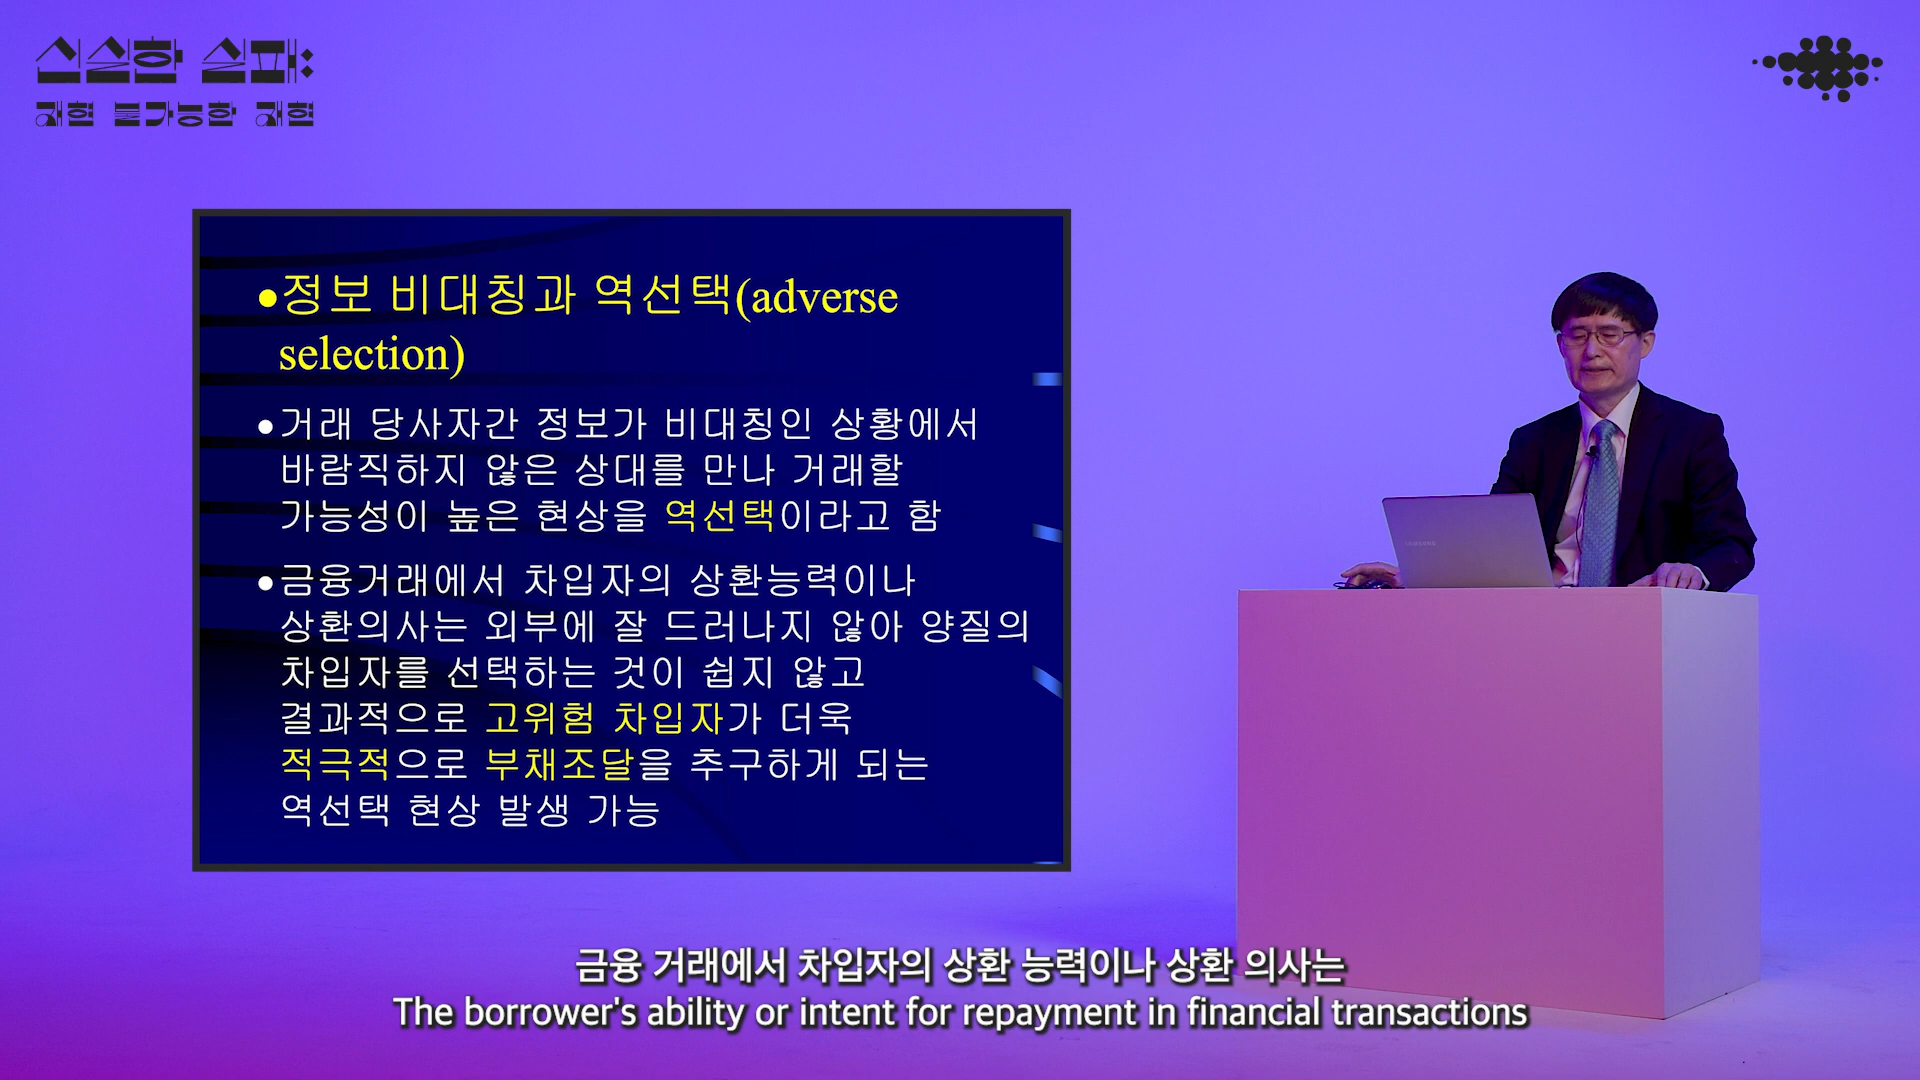 신실한 실패:
재현 불가능한 재현
•정보 비대칭과 역선택(adverse
selection)
•거래 당사자간 정보가 비대칭인 상황에서
바람직하지 않은 상대를 만나 거래할
가능성이 높은 현상을 역선택이라고 함
•금융거래에서 차입자의 상환능력이나
상환의사는 외부에 잘 드러나지 않아 양질의
차입자를 선택하는 것이 쉽지 않고
결과적으로 고위험 차입자가 더욱
적극적으로 부채조달을 추구하게 되는
역선택 현상 발생 가능
SAMSUNG
금융 거래에서 차입자의 상환 능력이나 상환 의사는
The borrower's ability or intent for repayment in financial transactions